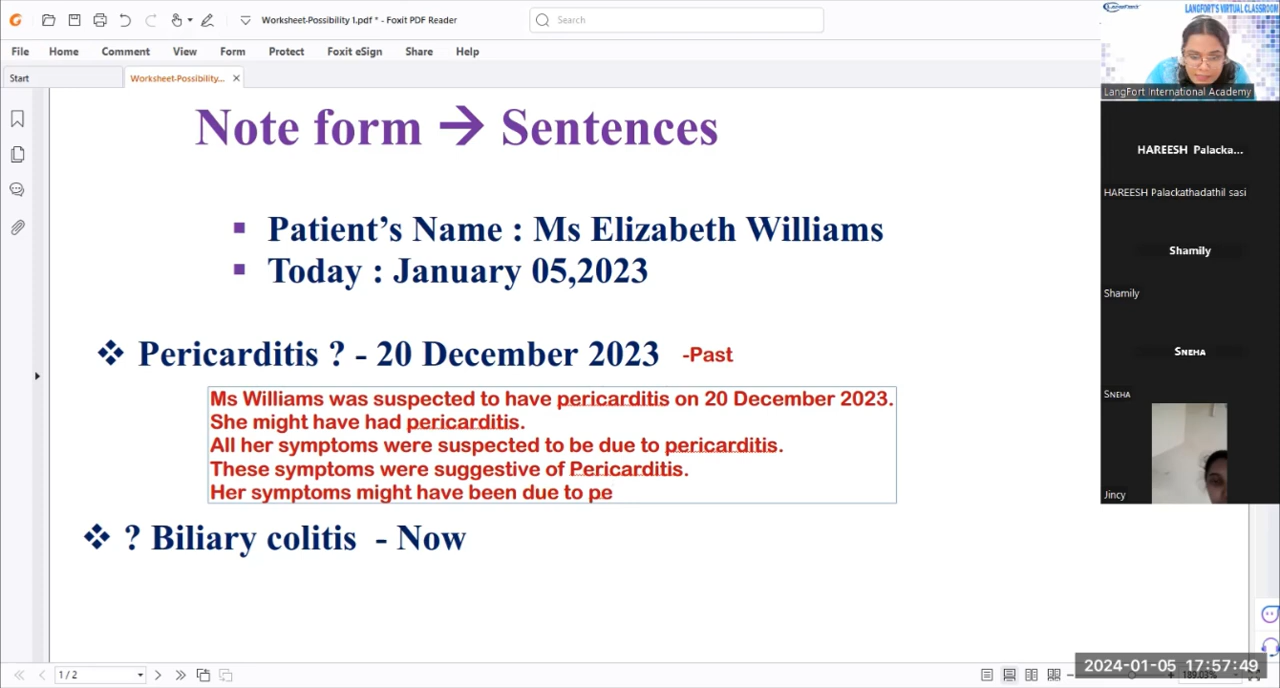 Worksheet-Possibility 1.pdf * - Foxit PDF Reader
Search
File Home Comment View Form Protect Foxit eSign Share Help
Start
Worksheet-Possibility...
Note form → Sentences
▪ Patient's Name : Ms Elizabeth Williams
▪ Today : January 05,2023
❖ Pericarditis ? - 20 December 2023 -Past
Ms Williams was suspected to have pericarditis on 20 December 2023.
She might have had pericarditis.
All her symptoms were suspected to be due to pericarditis.
These symptoms were suggestive of Pericarditis.
Her symptoms might have been due to pe
❖ ? Biliary colitis - Now
1 / 2
LANGFORT'S VIRTUAL CLASSROOM
LangFort International Academy
HAREESH Palacka...
HAREESH Palackathadathil sasi
Shamily
Shamily
SNEHA
SNEHA
Jincy
2024-01-05 17:57:49